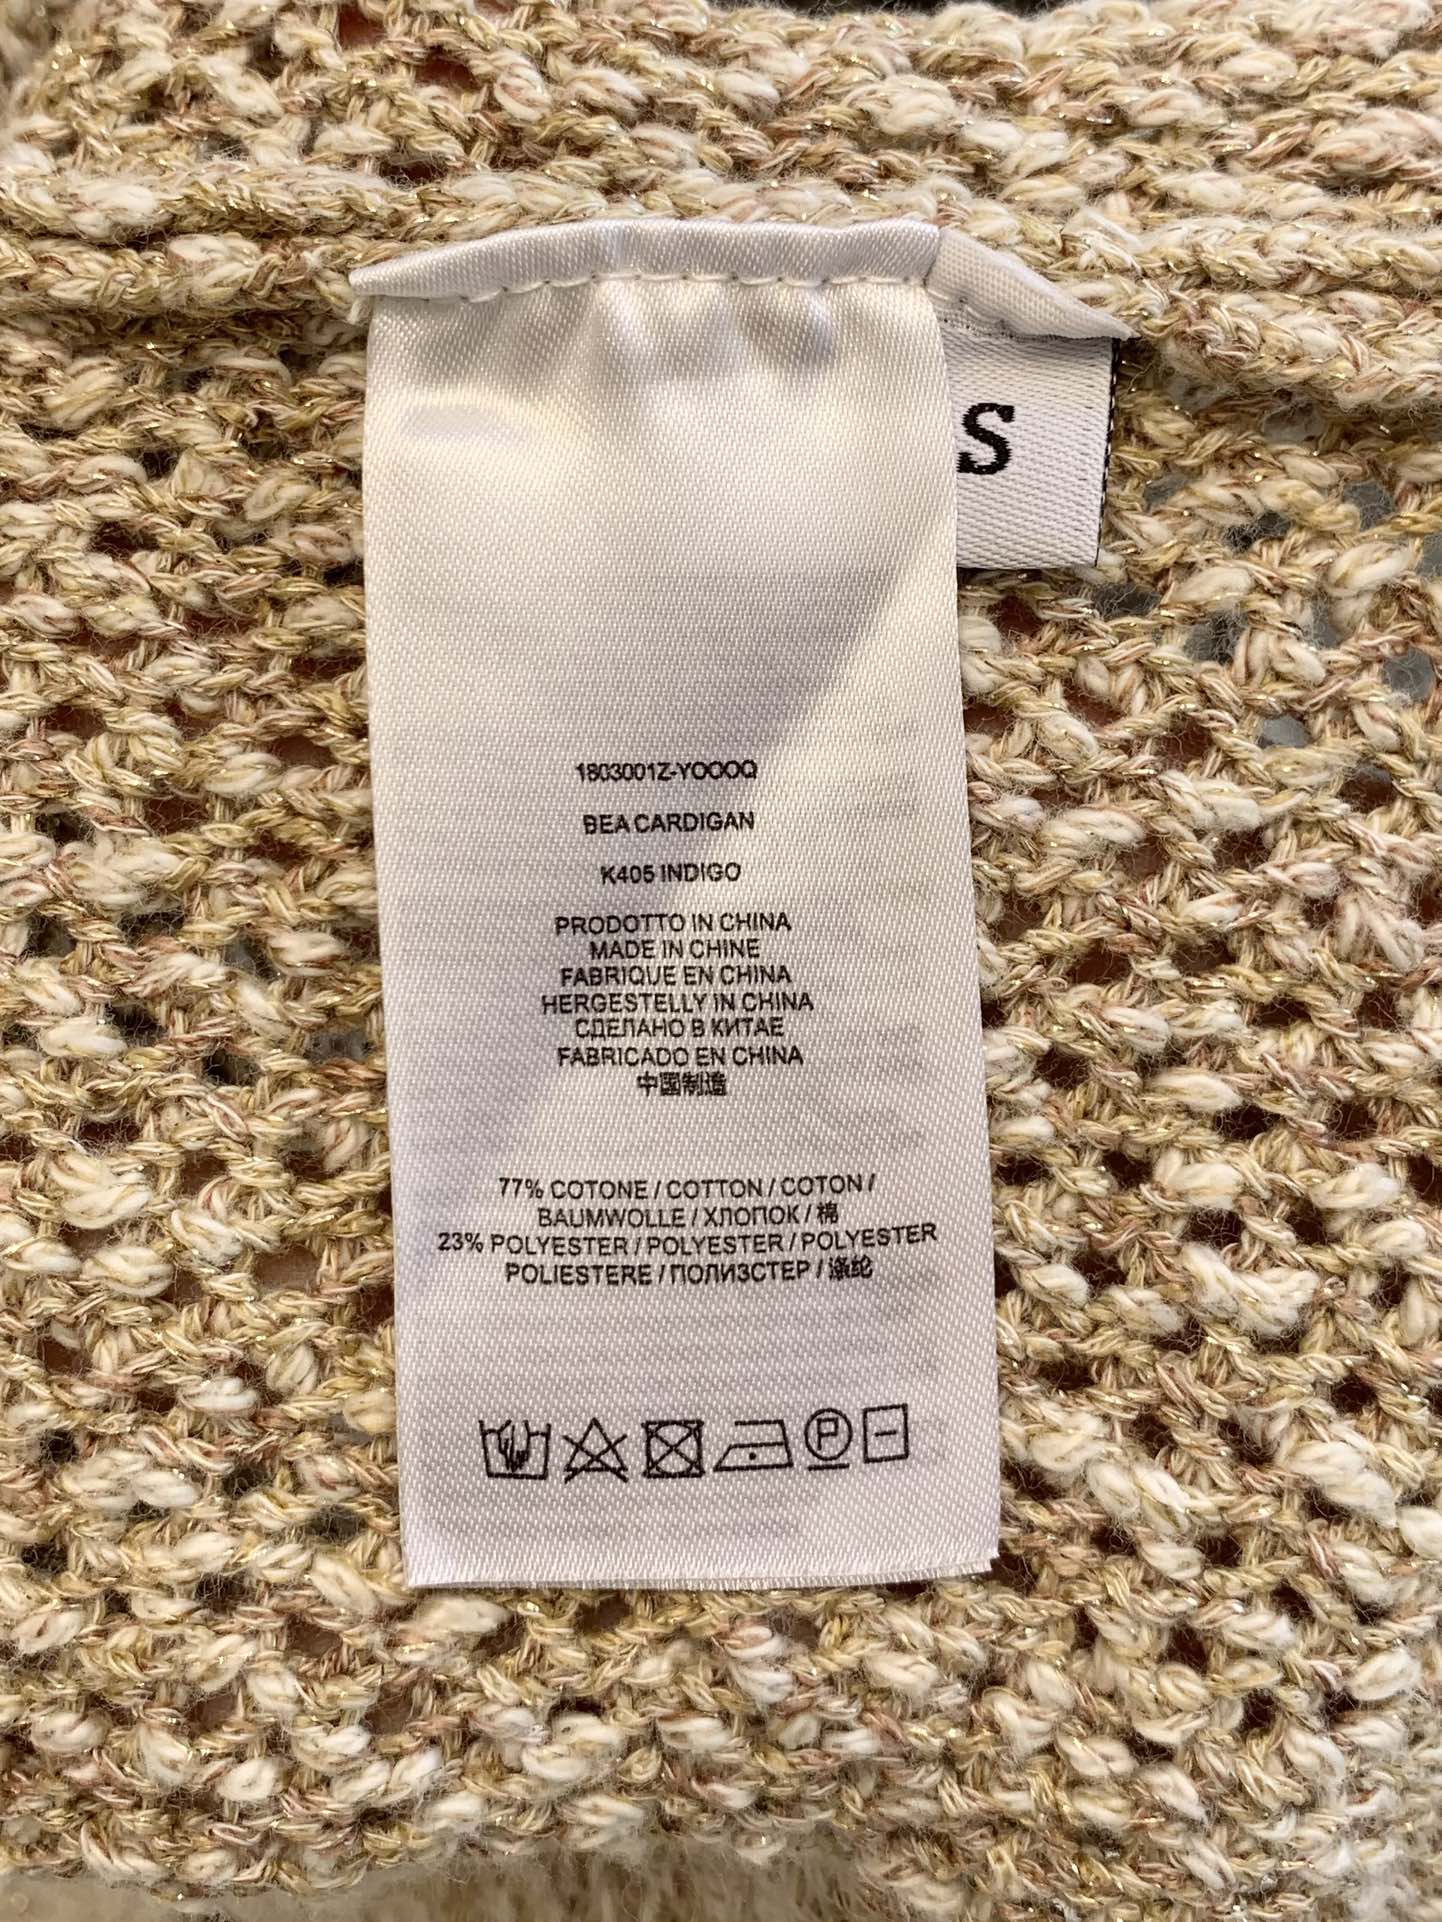 S
1803001Z-YOOOQ
BEA CARDIGAN
K405 INDIGO
PRODOTTO IN CHINA
MADE IN CHINE
FABRIQUE EN CHINA
HERGESTELLY IN CHINA
СДЕЛАНО В КИТАЕ
FABRICADO EN CHINA
中国制造
77% COTONE / COTTON / COTON /
BAUMWOLLE / ХЛОПОК / 棉
23% POLYESTER / POLYESTER / POLYESTER
POLIESTERE / ПОЛИЗСТЕР / 涤纶
P